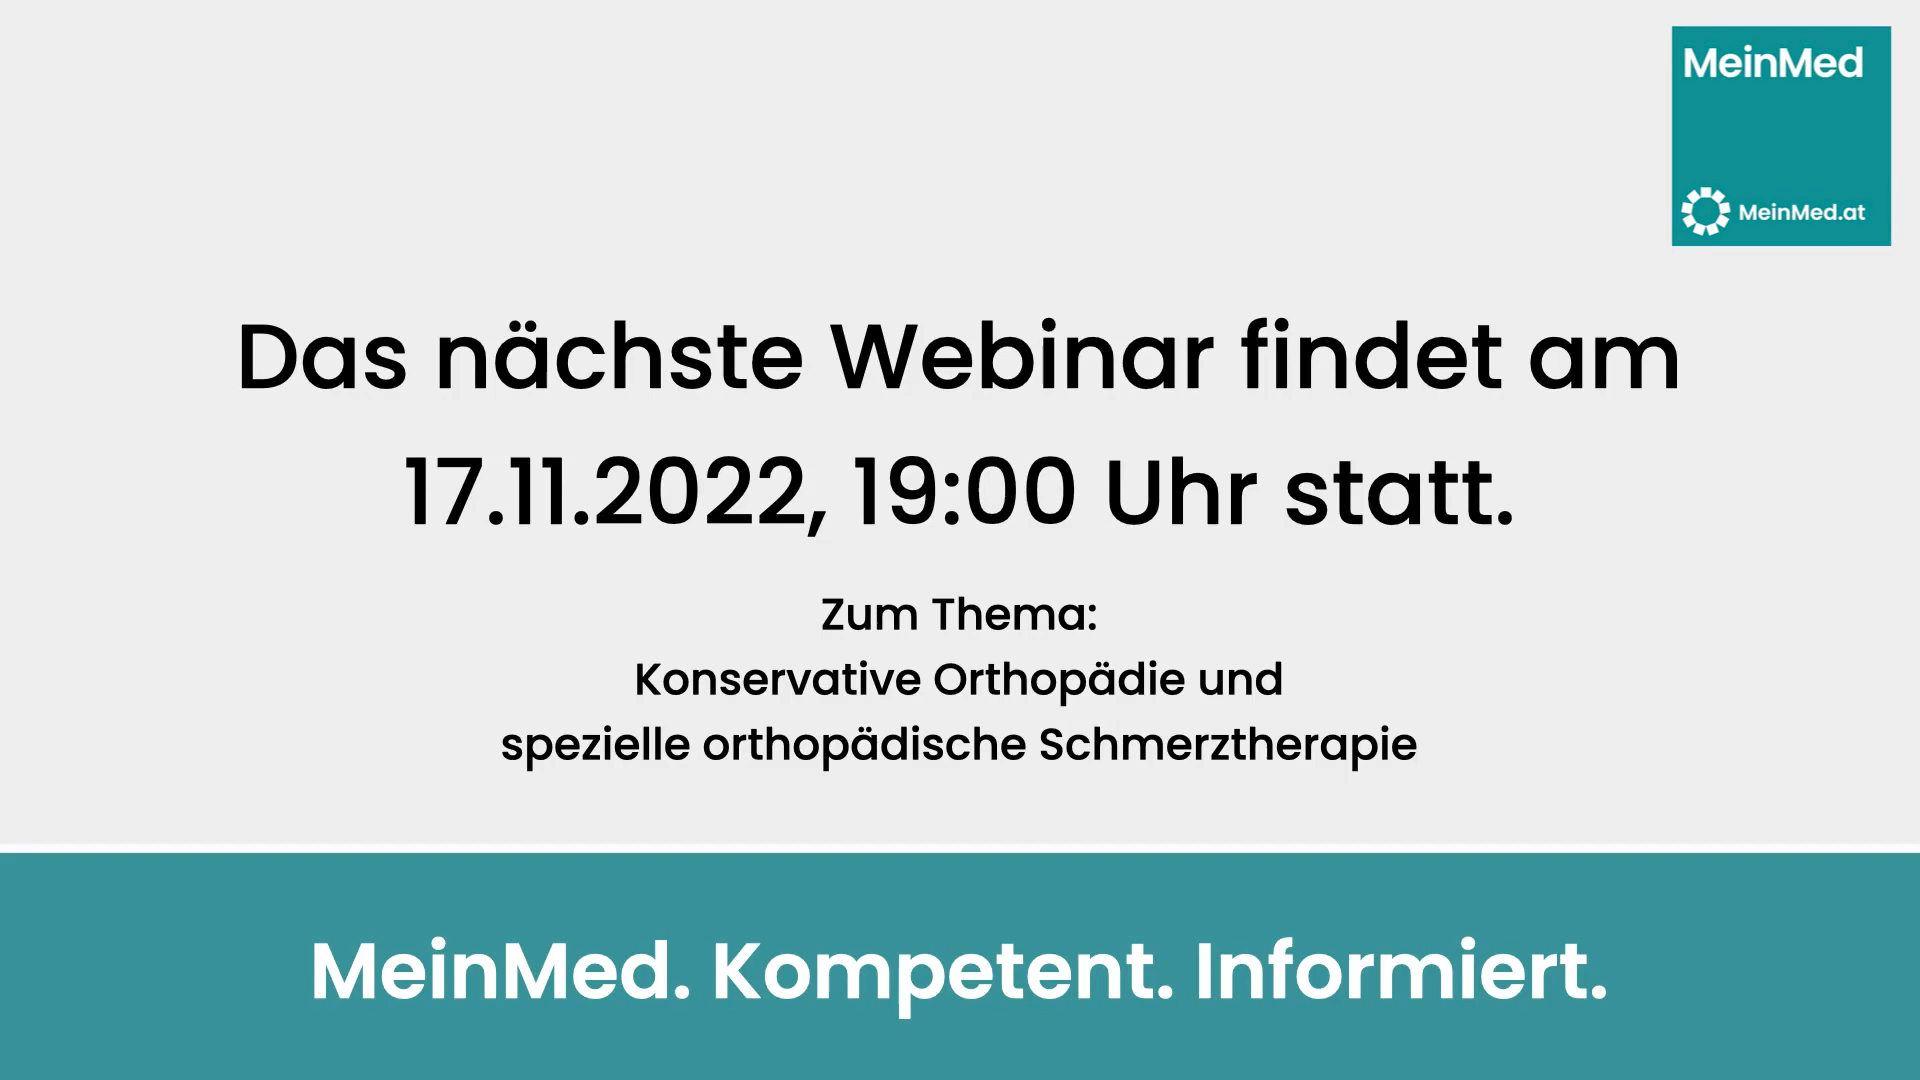 MeinMed
MeinMed.at
Das nächste Webinar findet am
17.11.2022, 19:00 Uhr statt.
Zum Thema:
Konservative Orthopädie und
spezielle orthopädische Schmerztherapie
MeinMed. Kompetent. Informiert.